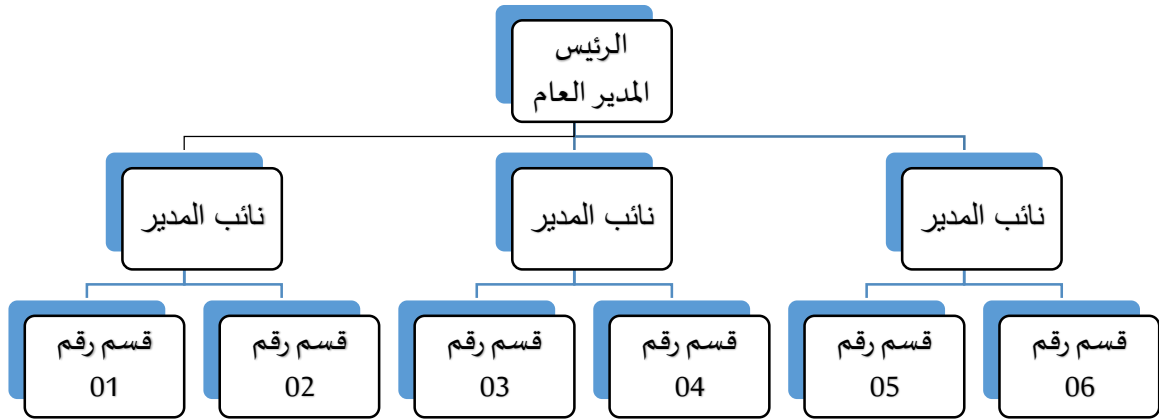 الرئيس
المدير العام
نائب المدير
نائب المدير
نائب المدير
قسم رقم
01
قسم رقم
02
قسم رقم
03
قسم رقم
04
قسم رقم
05
قسم رقم
06